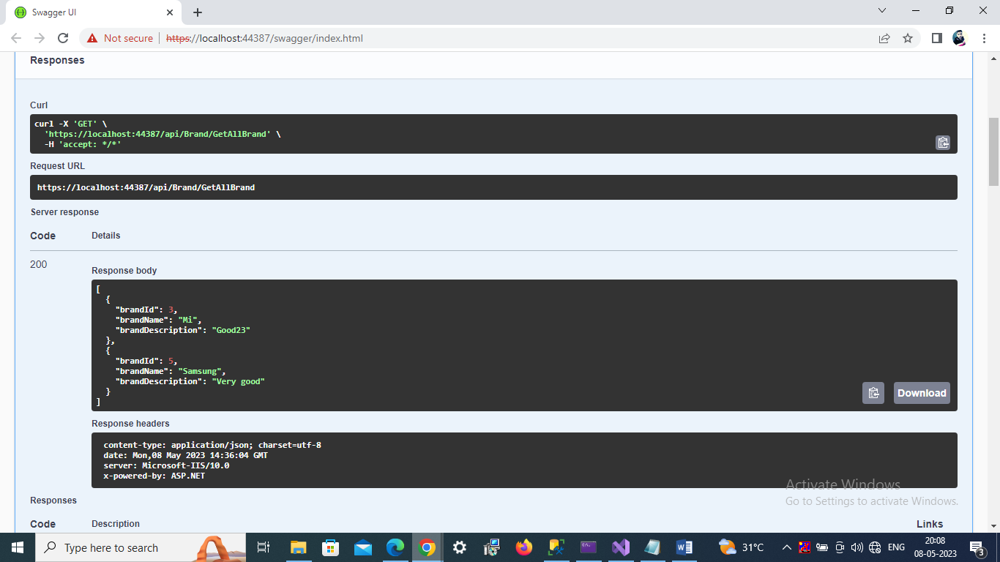 Swagger UI
Not secure https://localhost:44387/swagger/index.html
Responses
Curl
curl -X 'GET' \
'https://localhost:44387/api/Brand/GetAllBrand' \
-H 'accept: */*'
Request URL
https://localhost:44387/api/Brand/GetAllBrand
Server response
Code Details
200
Response body
[
{
"brandId": 3,
"brandName": "Mi",
"brandDescription": "Good23"
},
{
"brandId": 5,
"brandName": "Samsung",
"brandDescription": "Very good"
}
]
Download
Response headers
content-type: application/json; charset=utf-8
date: Mon,08 May 2023 14:36:04 GMT
server: Microsoft-IIS/10.0
x-powered-by: ASP.NET
Activate Windows
Go to Settings to activate Windows.
Responses
Code Description Links
Type here to search
31°C
ENG
20:08
08-05-2023
3